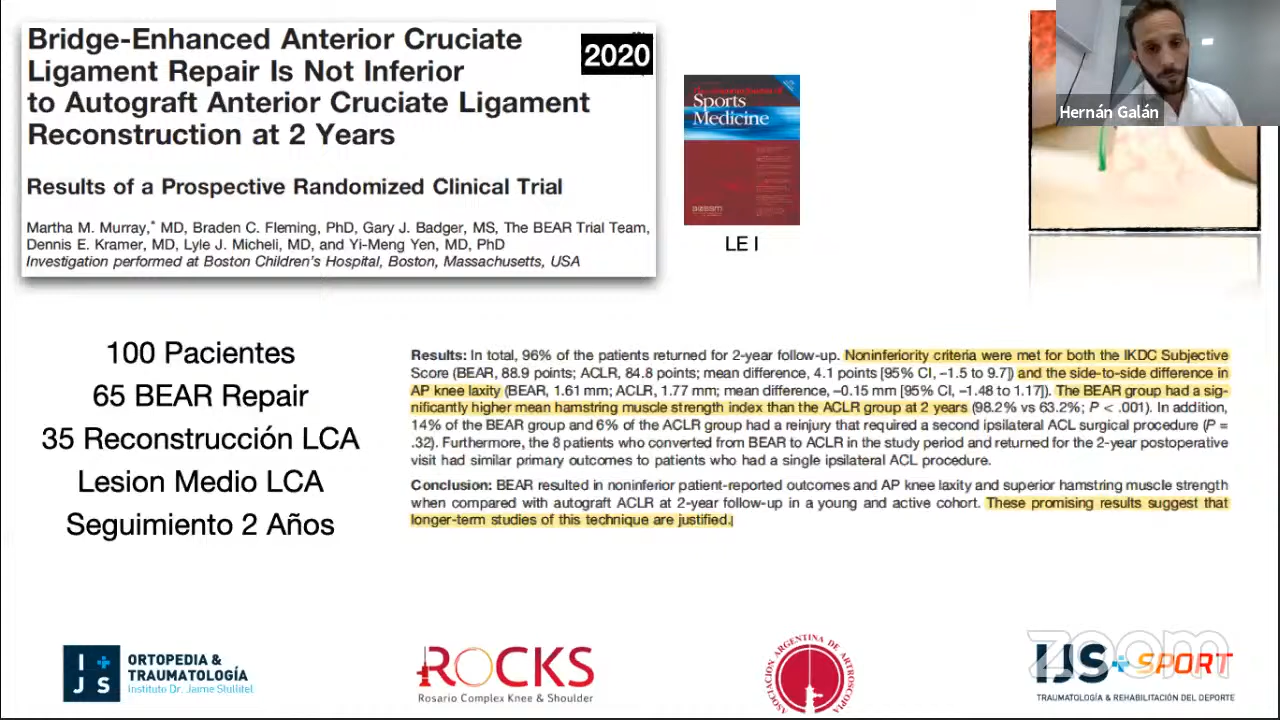 Bridge-Enhanced Anterior Cruciate
Ligament Repair Is Not Inferior
to Autograft Anterior Cruciate Ligament
Reconstruction at 2 Years
2020
Results of a Prospective Randomized Clinical Trial
Martha M. Murray,* MD, Braden C. Fleming, PhD, Gary J. Badger, MS, The BEAR Trial Team,
Dennis E. Kramer, MD, Lyle J. Micheli, MD, and Yi-Meng Yen, MD, PhD
Investigation performed at Boston Children's Hospital, Boston, Massachusetts, USA
Sports
Medicine
LE I
Hernán Galán
100 Pacientes
65 BEAR Repair
35 Reconstrucción LCA
Lesion Medio LCA
Seguimiento 2 Años
Results: In total, 96% of the patients returned for 2-year follow-up. Noninferiority criteria were met for both the IKDC Subjective
Score (BEAR, 88.9 points; ACLR, 84.8 points; mean difference, 4.1 points [95% CI, –1.5 to 9.7]) and the side-to-side difference in
AP knee laxity (BEAR, 1.61 mm; ACLR, 1.77 mm; mean difference, –0.15 mm [95% CI, –1.48 to 1.17]). The BEAR group had a sig-
nificantly higher mean hamstring muscle strength index than the ACLR group at 2 years (98.2% vs 63.2%; P < .001). In addition,
14% of the BEAR group and 6% of the ACLR group had a reinjury that required a second ipsilateral ACL surgical procedure (P =
.32). Furthermore, the 8 patients who converted from BEAR to ACLR in the study period and returned for the 2-year postoperative
visit had similar primary outcomes to patients who had a single ipsilateral ACL procedure.
Conclusion: BEAR resulted in noninferior patient-reported outcomes and AP knee laxity and superior hamstring muscle strength
when compared with autograft ACLR at 2-year follow-up in a young and active cohort. These promising results suggest that
longer-term studies of this technique are justified.
IJS
ORTOPEDIA &
TRAUMATOLOGÍA
Instituto Dr. Jaime Slullitel
ROCKS
Rosario Complex Knee & Shoulder
ASOCIACION ARGENTINA DE ARTROSCOPIA
zoom
IJS+SPORT
TRAUMATOLOGÍA & REHABILITACIÓN DEL DEPORTE